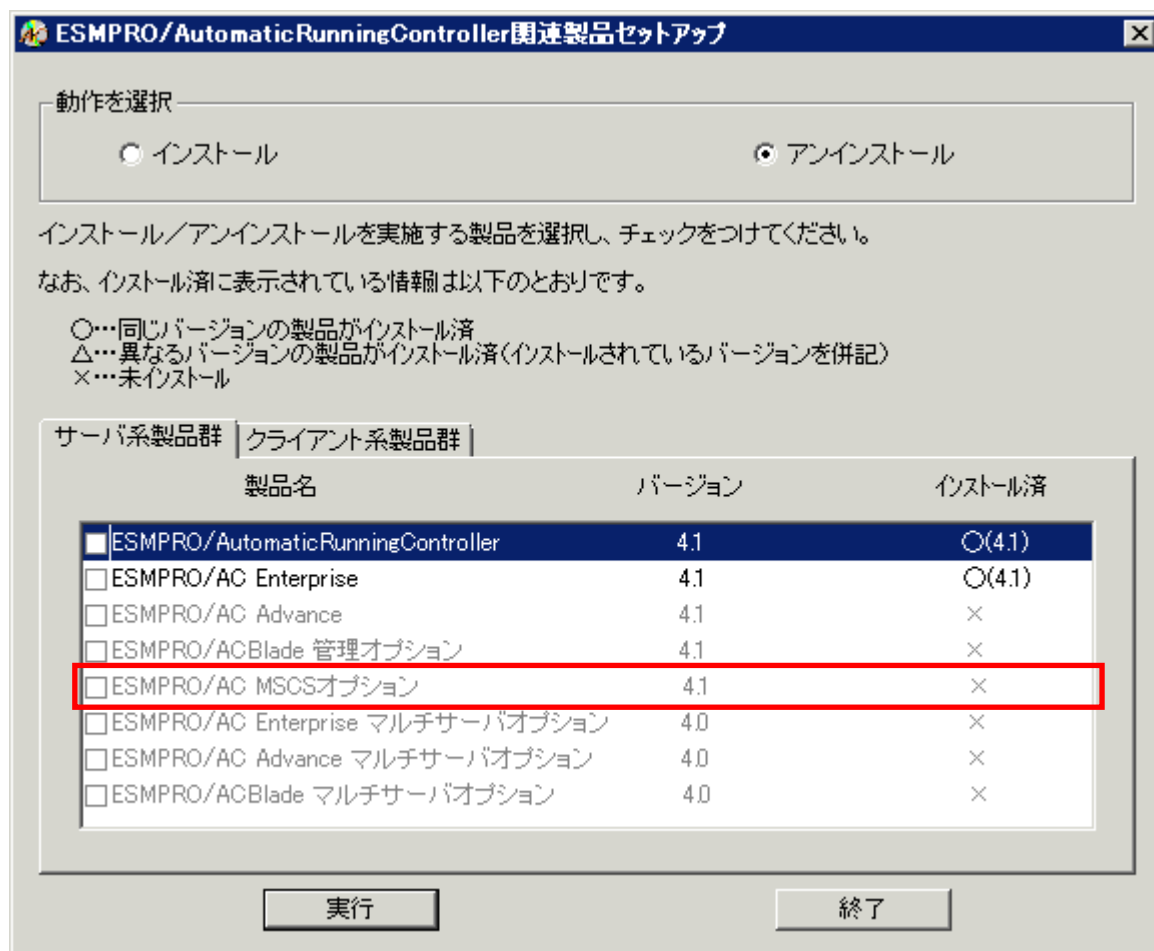 ESMPRO/AutomaticRunningController関連製品セットアップ
動作を選択
インストール アンインストール
インストール／アンインストールを実施する製品を選択し、チェックをつけてください。
なお、インストール済に表示されている情報は以下のとおりです。
○…同じバージョンの製品がインストール済
△…異なるバージョンの製品がインストール済(インストールされているバージョンを併記)
×…未インストール
サーバ系製品群 クライアント系製品群
製品名 バージョン インストール済
ESMPRO/AutomaticRunningController 4.1 ○(4.1)
ESMPRO/AC Enterprise 4.1 ○(4.1)
ESMPRO/AC Advance 4.1 ×
ESMPRO/ACBlade 管理オプション 4.1 ×
ESMPRO/AC MSCSオプション 4.1 ×
ESMPRO/AC Enterprise マルチサーバオプション 4.0 ×
ESMPRO/AC Advance マルチサーバオプション 4.0 ×
ESMPRO/ACBlade マルチサーバオプション 4.0 ×
実行 終了